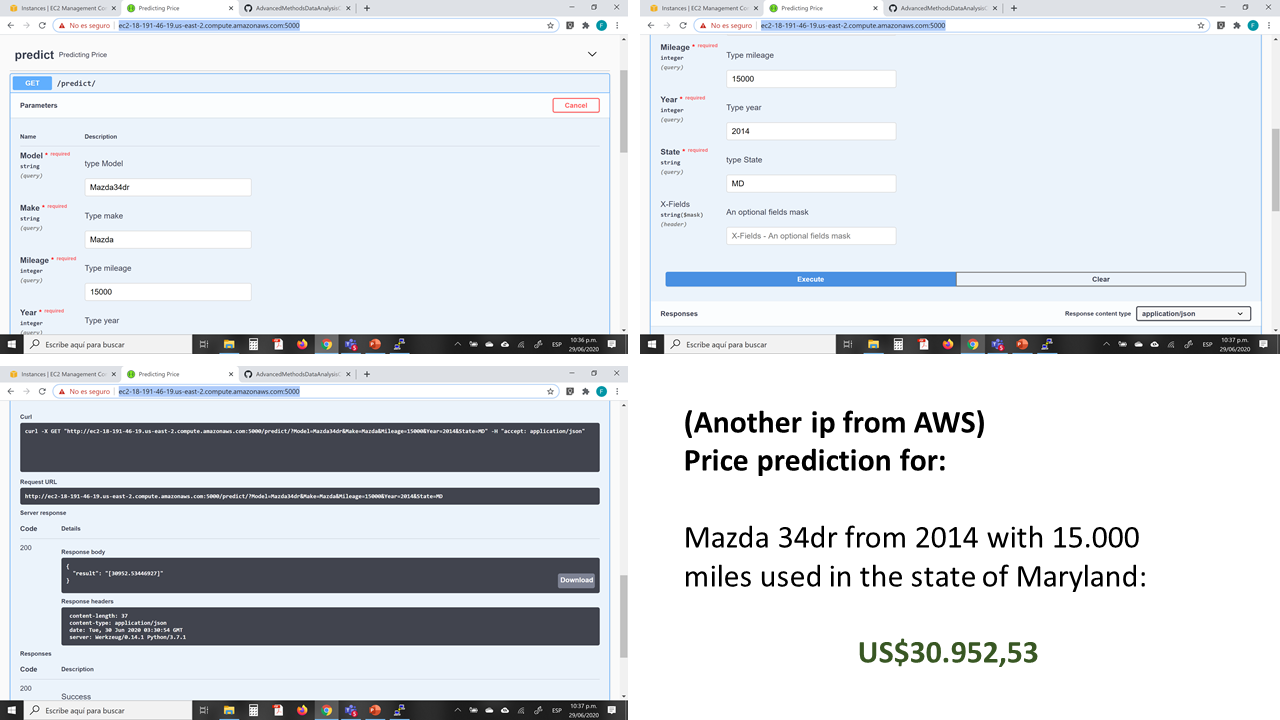 Instances | EC2 Management Co
Predicting Price
AdvancedMethodsDataAnalysisC
No es seguro
ec2-18-191-46-19.us-east-2.compute.amazonaws.com:5000
predict Predicting Price
GET /predict/
Parameters
Cancel
Name Description
Model * required
string
(query)
type Model
Mazda34dr
Make * required
string
(query)
Type make
Mazda
Mileage * required
integer
(query)
Type mileage
15000
Year * required
integer
(query)
Type year
Escribe aquí para buscar
ESP
10:36 p.m.
29/06/2020
Instances | EC2 Management Co
Predicting Price
AdvancedMethodsDataAnalysisC
No es seguro
ec2-18-191-46-19.us-east-2.compute.amazonaws.com:5000
Mileage * required
integer
(query)
Type mileage
15000
Year * required
integer
(query)
Type year
2014
State * required
string
(query)
type State
MD
X-Fields
string($mask)
(header)
An optional fields mask
X-Fields - An optional fields mask
Execute
Clear
Responses
Response content type
application/json
Escribe aquí para buscar
ESP
10:37 p.m.
29/06/2020
Instances | EC2 Management Co
Predicting Price
AdvancedMethodsDataAnalysisC
No es seguro
ec2-18-191-46-19.us-east-2.compute.amazonaws.com:5000
Curl
curl -X GET "http://ec2-18-191-46-19.us-east-2.compute.amazonaws.com:5000/predict/?Model=Mazda34dr&Make=Mazda&Mileage=15000&Year=2014&State=MD" -H "accept: application/json"
Request URL
http://ec2-18-191-46-19.us-east-2.compute.amazonaws.com:5000/predict/?Model=Mazda34dr&Make=Mazda&Mileage=15000&Year=2014&State=MD
Server response
Code Details
200
Response body
{
"result": "[30952.53446927]"
}
Download
Response headers
content-length: 37
content-type: application/json
date: Tue, 30 Jun 2020 03:30:54 GMT
server: Werkzeug/0.14.1 Python/3.7.1
Responses
Code Description
200
Success
Escribe aquí para buscar
ESP
10:37 p.m.
29/06/2020
(Another ip from AWS)
Price prediction for:
Mazda 34dr from 2014 with 15.000
miles used in the state of Maryland:
US$30.952,53